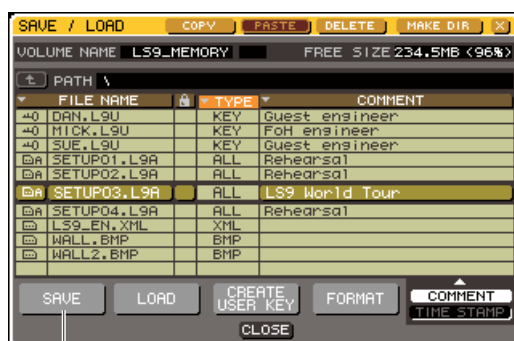 SAVE / LOAD COPY PASTE DELETE MAKE DIR X
VOLUME NAME LS9_MEMORY FREE SIZE 234.5MB (96%)
PATH \
FILE NAME TYPE COMMENT
DAN.L9U KEY Guest engineer
MICK.L9U KEY FoH engineer
SUE.L9U KEY Guest engineer
A SETUP01.L9A ALL Rehearsal
A SETUP02.L9A ALL Rehearsal
A SETUP03.L9A ALL LS9 World Tour
A SETUP04.L9A ALL Rehearsal
LS9_EN.XML XML
WALL.BMP BMP
WALL2.BMP BMP
SAVE LOAD CREATE USER KEY FORMAT COMMENT
TIME STAMP
CLOSE